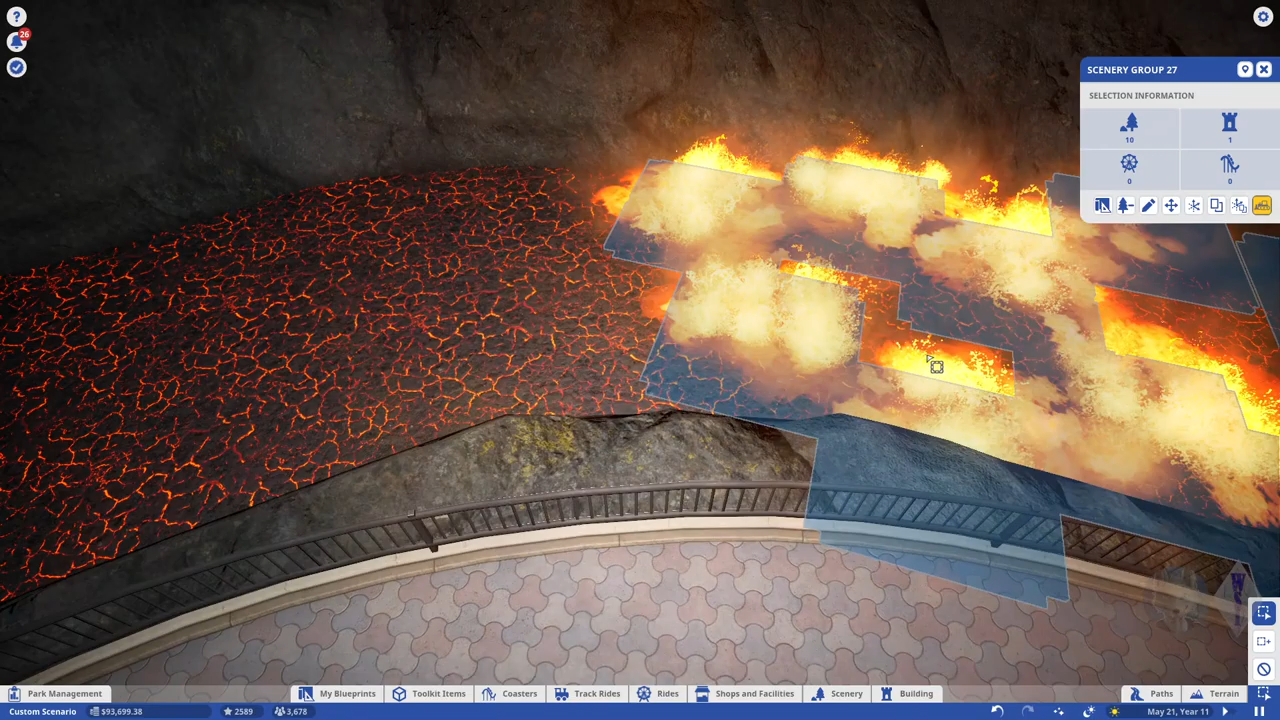 ?
26
SCENERY GROUP 27
SELECTION INFORMATION
10 1
0 0
Park Management My Blueprints Toolkit Items Coasters Track Rides Rides Shops and Facilities Scenery Building Paths Terrain
Custom Scenario $93,699.38 2589 3,678 May 21, Year 11